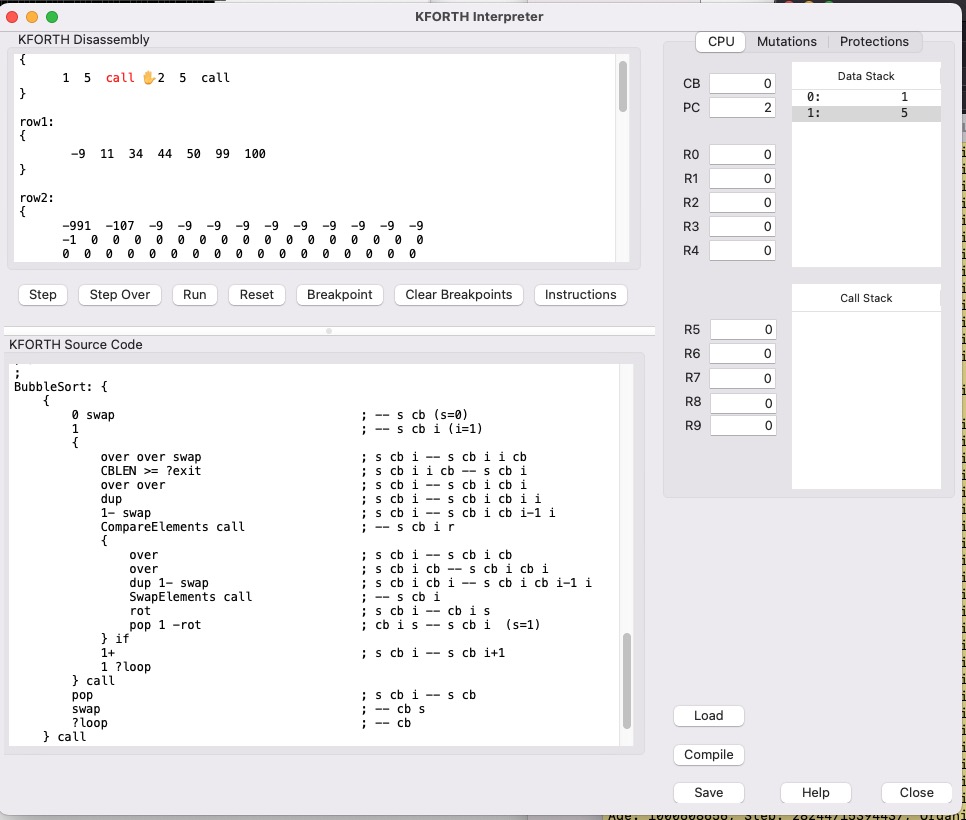 KFORTH Interpreter
KFORTH Disassembly
{
1 5 call ✋2 5 call
}
row1:
{
-9 11 34 44 50 99 100
}
row2:
{
-991 -107 -9 -9 -9 -9 -9 -9 -9 -9 -9 -9
-1 0 0 0 0 0 0 0 0 0 0 0 0 0 0 0 0
0 0 0 0 0 0 0 0 0 0 0 0 0 0 0 0 0
Step Step Over Run Reset Breakpoint Clear Breakpoints Instructions
KFORTH Source Code
;
BubbleSort: {
{
0 swap ; -- s cb (s=0)
1 ; -- s cb i (i=1)
{
over over swap ; s cb i -- s cb i i cb
CBLEN >= ?exit ; s cb i i cb -- s cb i
over over ; s cb i -- s cb i cb i
dup ; s cb i -- s cb i cb i i
1- swap ; s cb i -- s cb i cb i-1 i
CompareElements call ; -- s cb i r
{
over ; s cb i -- s cb i cb
over ; s cb i cb -- s cb i cb i
dup 1- swap ; s cb i cb i -- s cb i cb i-1 i
SwapElements call ; -- s cb i
rot ; s cb i -- cb i s
pop 1 -rot ; cb i s -- s cb i (s=1)
} if
1+ ; s cb i -- s cb i+1
1 ?loop
} call
pop ; s cb i -- s cb
swap ; -- cb s
?loop ; -- cb
} call
CPU Mutations Protections
CB 0
PC 2
R0 0
R1 0
R2 0
R3 0
R4 0
R5 0
R6 0
R7 0
R8 0
R9 0
Data Stack
0: 1
1: 5
Call Stack
Load
Compile
Save Help Close